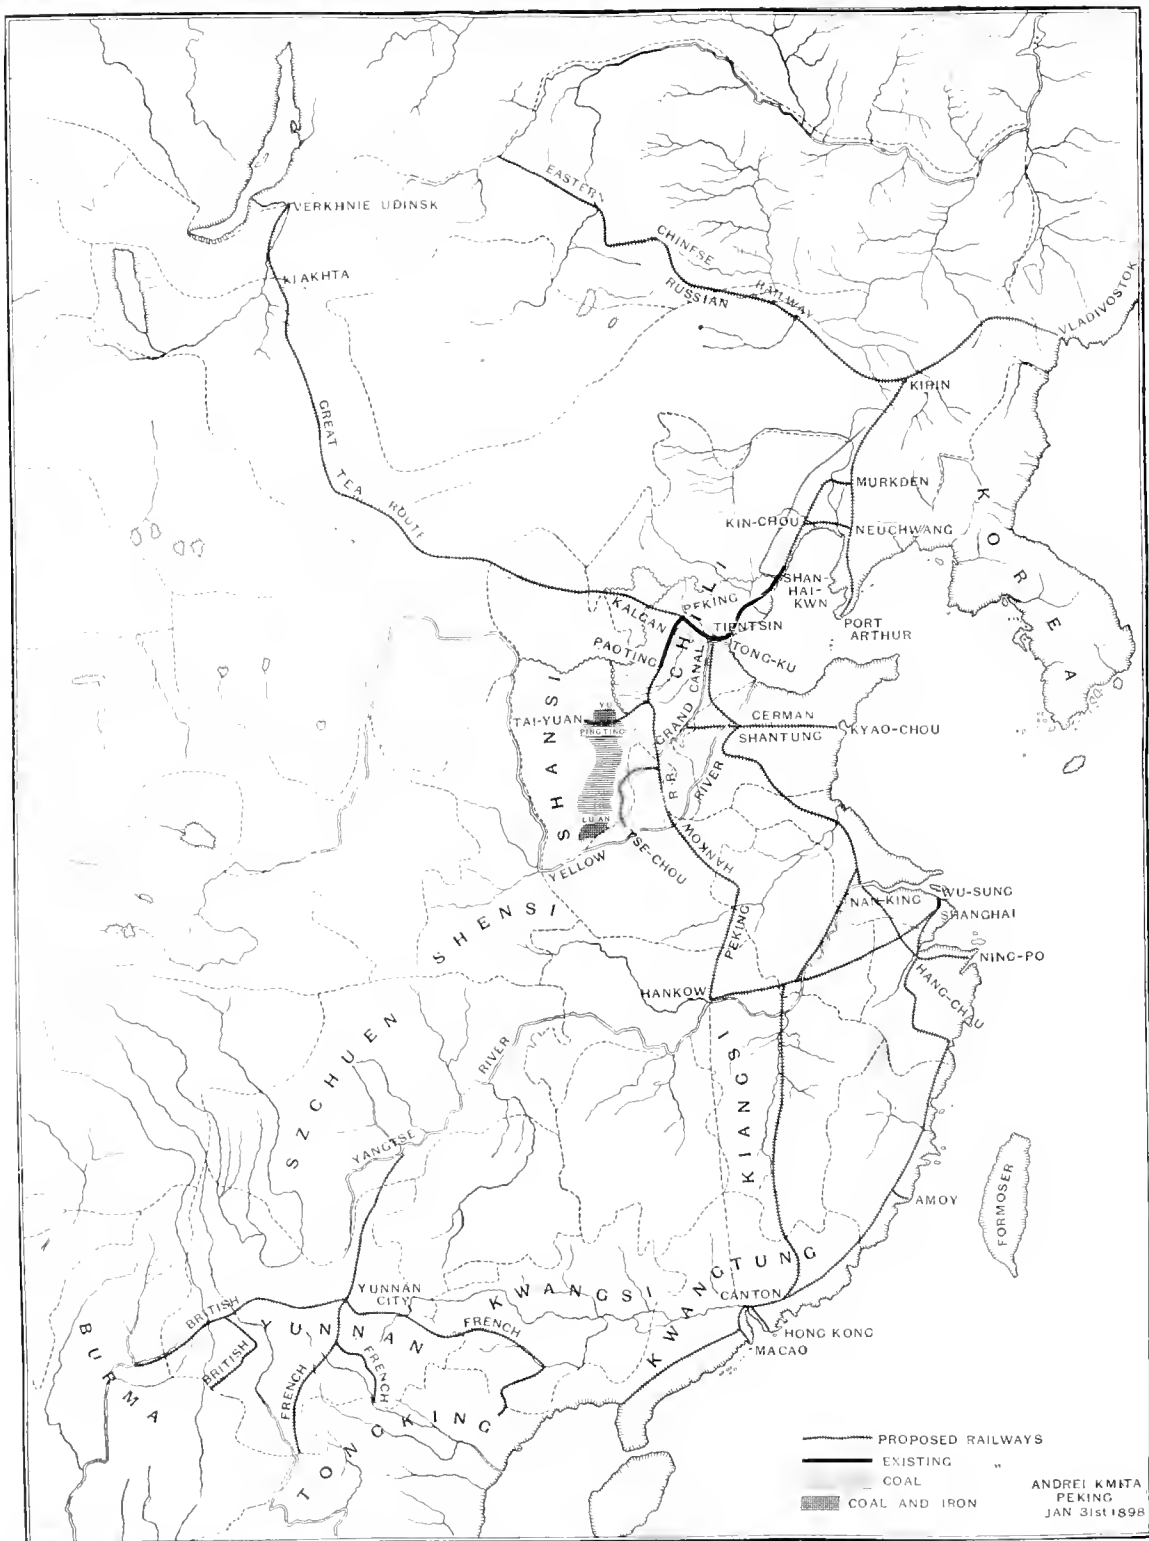 VERKHNIE UDINSK
KIAKHTA
EASTERN
CHINESE
RUSSIAN
RAILWAY
VLADIVOSTOK
KIRIN
GREAT TEA ROUTE
MURKDEN
KIN-CHOU
NEUCHWANG
KOREA
SHAN-
HAI-
KWN
PORT
ARTHUR
KALGAN
PEKING
CHILI
TIENTSIN
TONG-KU
PAOTING
GRAND CANAL
SHANSI
TAI-YUAN
YU
PINGTING
LUAN
GERMAN
SHANTUNG
KYAO-CHOU
R-R-
RIVER
HANKOW
TSE-CHOU
YELLOW
PEKING
SHENSI
NAN-KING
WU-SUNG
SHANGHAI
NING-PO
HANG-CHAU
HANKOW
SZCHUEN
RIVER
YANGTSE
KIANGSI
AMOY
FORMOSER
YUNNAN
CITY
KWANGSI
KWANGTUNG
CANTON
HONG KONG
MACAO
BRITISH
BRITISH
YUNNAN
FRENCH
FRENCH
FRENCH
BURMA
TONGKING
PROPOSED RAILWAYS
EXISTING "
COAL
COAL AND IRON
ANDREI KMITA
PEKING
JAN 31st 1898